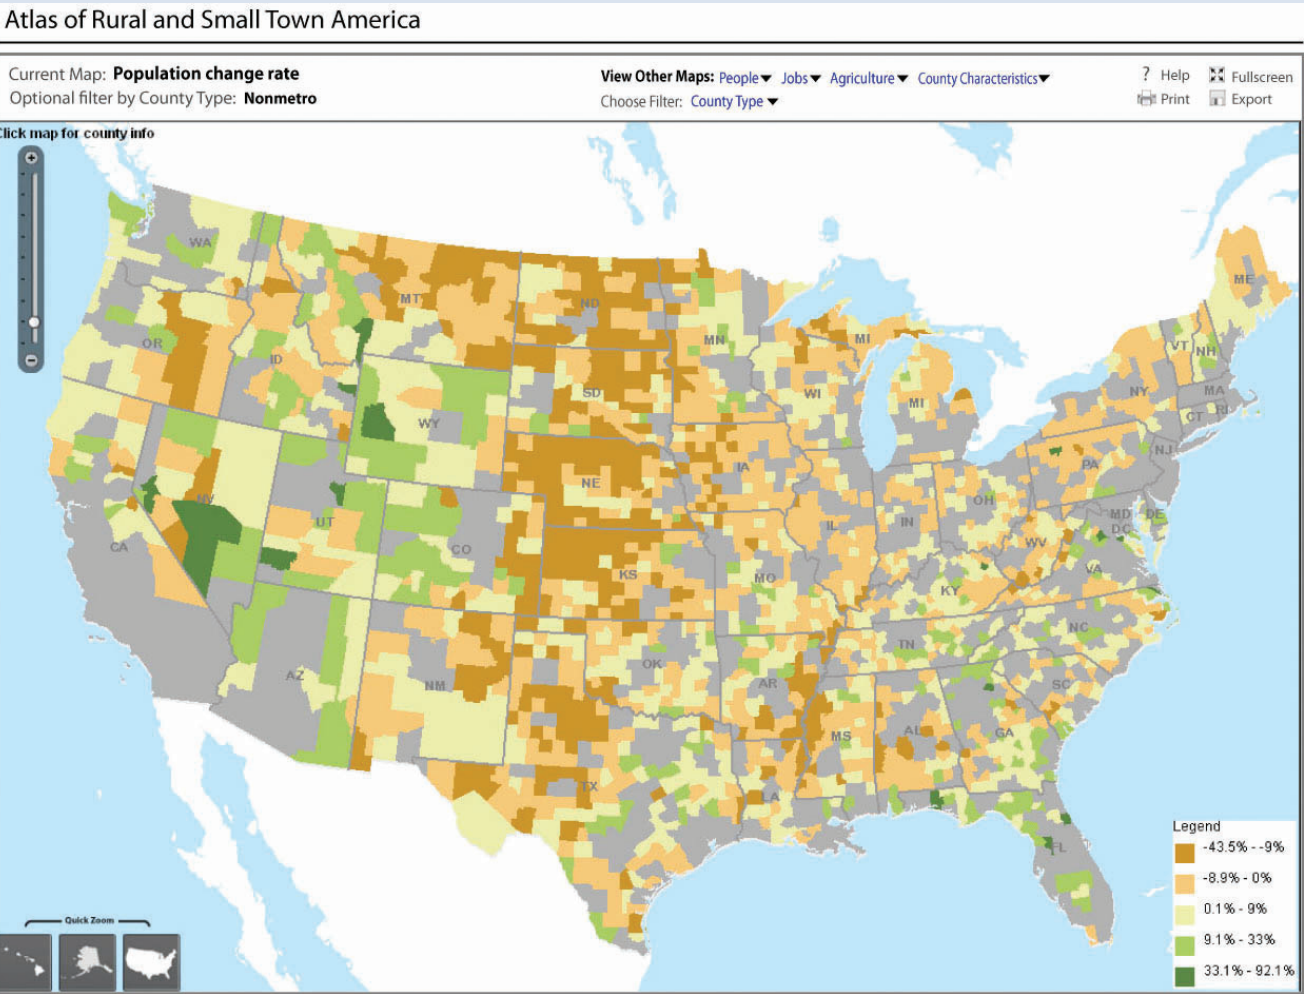 Atlas of Rural and Small Town America
Current Map: Population change rate
Optional filter by County Type: Nonmetro
View Other Maps: People▼ Jobs▼ Agriculture▼ County Characteristics▼
Choose Filter: County Type ▼
? Help Fullscreen
Print Export
Click map for county info
WA
MT
ND
MN
MI
ME
OR
ID
SD
WI
MI
VT
NH
NY
MA
CT
RI
WY
NE
IA
PA
NJ
NV
UT
CO
IL
IN
OH
MD
DE
DC
WV
VA
CA
KS
MO
KY
AZ
NM
OK
AR
TN
NC
SC
MS
AL
GA
TX
LA
FL
Legend
-43.5% - -9%
-8.9% - 0%
0.1% - 9%
9.1% - 33%
33.1% - 92.1%
Quick Zoom